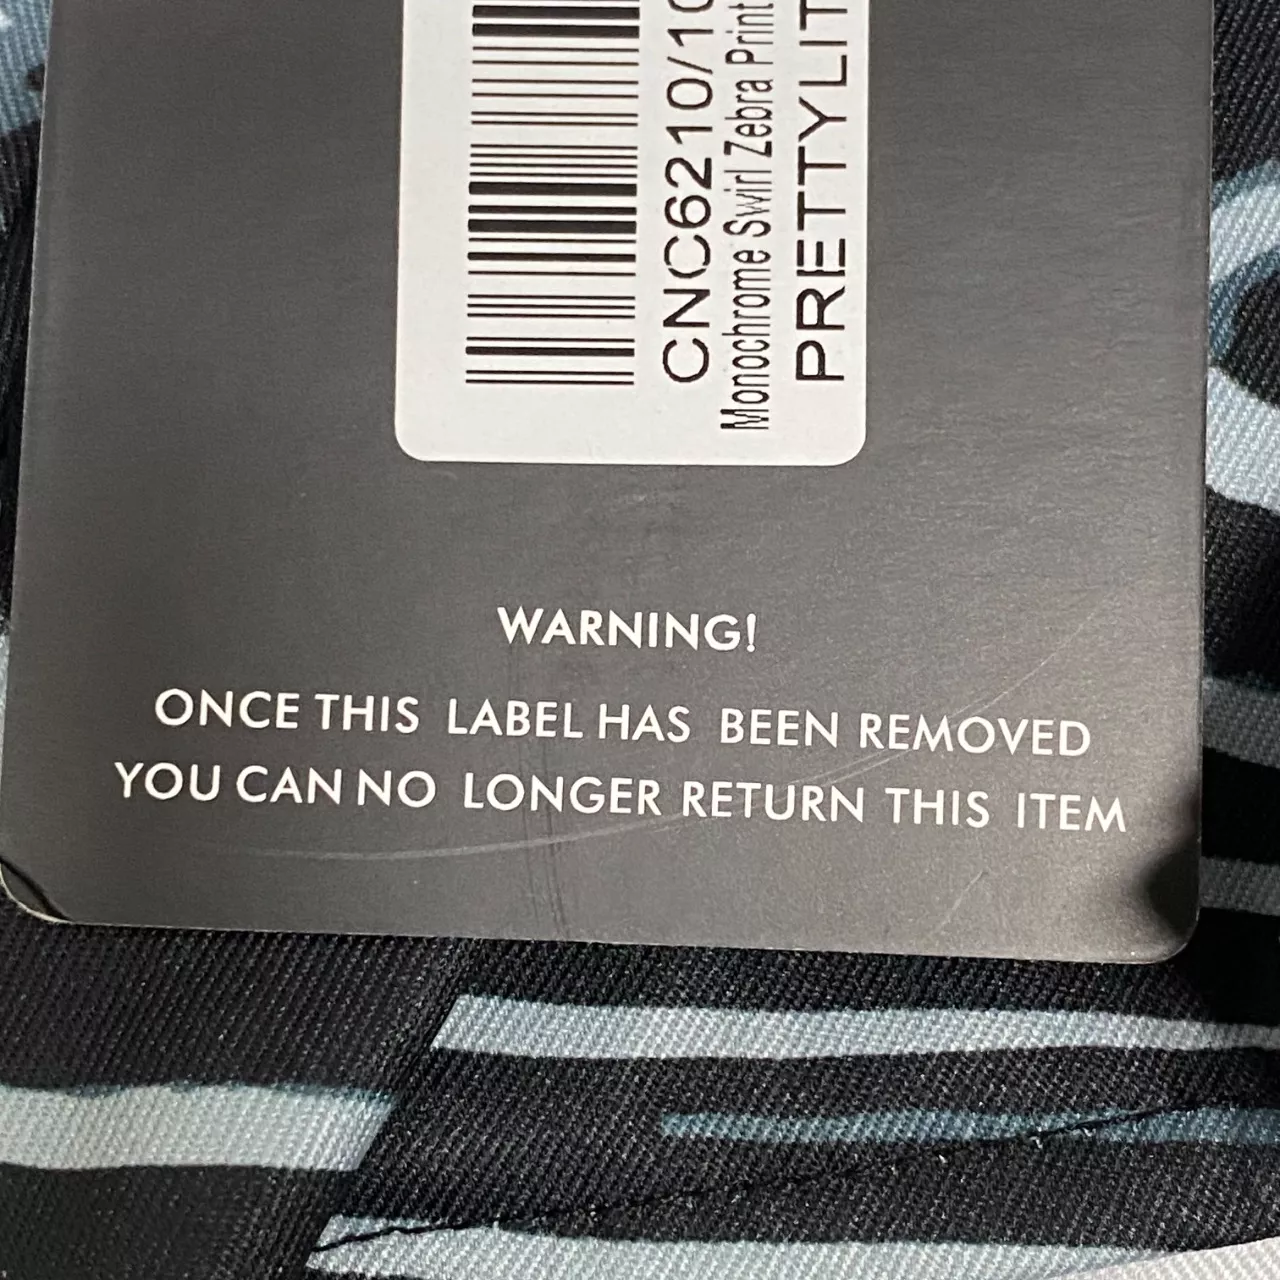 CNC6210/10
Monochrome Swirl Zebra Print
PRETTYLIT
WARNING!
ONCE THIS LABEL HAS BEEN REMOVED
YOU CAN NO LONGER RETURN THIS ITEM